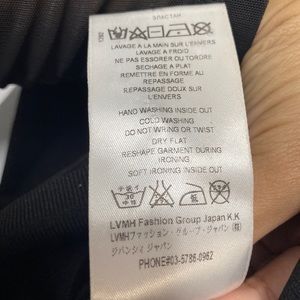 1292
LAVAGE A LA MAIN SUR L'ENVERS
LAVAGE A FROID
NE PAS ESSORER OU TORDRE
SECHAGE A PLAT
REMETTRE EN FORME AU
REPASSAGE
REPASSAGE DOUX SUR
L'ENVERS
HAND WASHING INSIDE OUT
COLD WASHING
DO NOT WRING OR TWIST
DRY FLAT
RESHAPE GARMENT DURING
IRONING
SOFT IRONING INSIDE OUT
LVMH Fashion Group Japan K.K
LVMHファッション・グループ・ジャパン
ジバンシィ ジャパン
PHONE#03-5786-0962